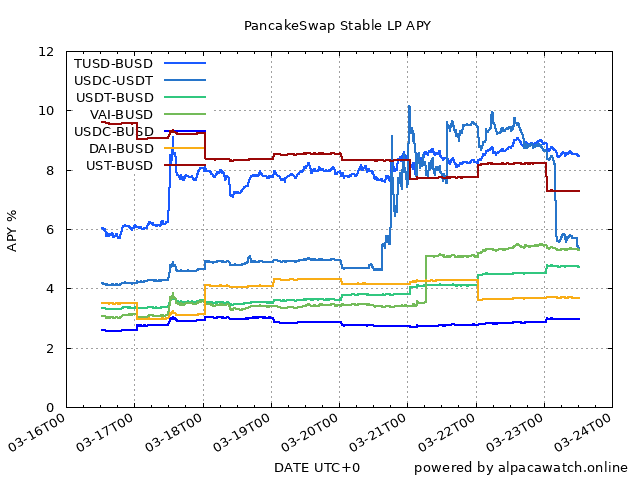 PancakeSwap Stable LP APY
12
10
8
6
4
2
0
APY %
TUSD-BUSD
USDC-USDT
USDT-BUSD
VAI-BUSD
USDC-BUSD
DAI-BUSD
UST-BUSD
03-16T00
03-17T00
03-18T00
03-19T00
03-20T00
03-21T00
03-22T00
03-23T00
03-24T00
DATE UTC+0
powered by alpacawatch.online